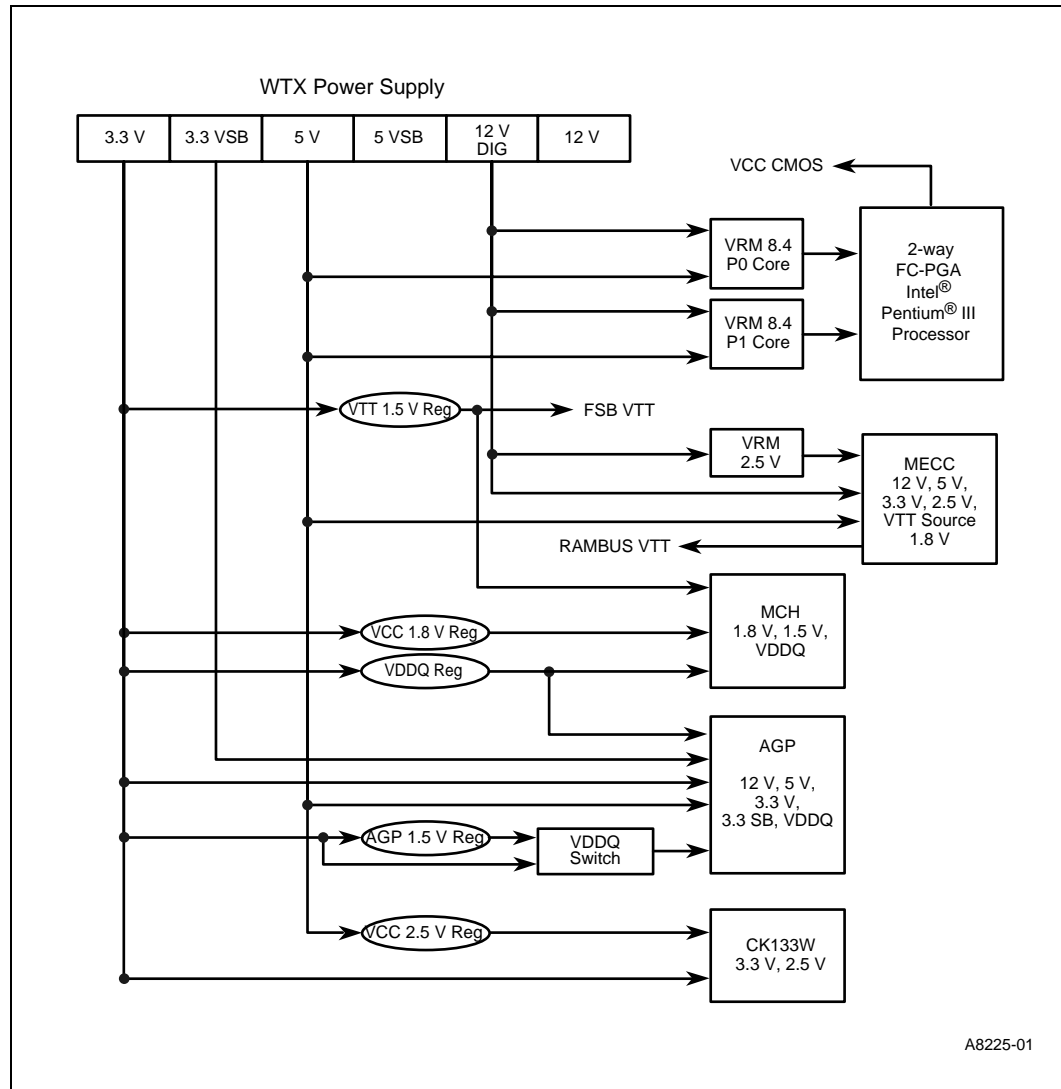 WTX Power Supply
3.3 V
3.3 VSB
5 V
5 VSB
12 V
DIG
12 V
VCC CMOS
VRM 8.4
P0 Core
2-way
FC-PGA
Intel®
Pentium® III
Processor
VRM 8.4
P1 Core
VTT 1.5 V Reg
FSB VTT
VRM
2.5 V
MECC
12 V, 5 V,
3.3 V, 2.5 V,
VTT Source
1.8 V
RAMBUS VTT
MCH
1.8 V, 1.5 V,
VDDQ
VCC 1.8 V Reg
VDDQ Reg
AGP
12 V, 5 V,
3.3 V,
3.3 SB, VDDQ
AGP 1.5 V Reg
VDDQ
Switch
VCC 2.5 V Reg
CK133W
3.3 V, 2.5 V
A8225-01